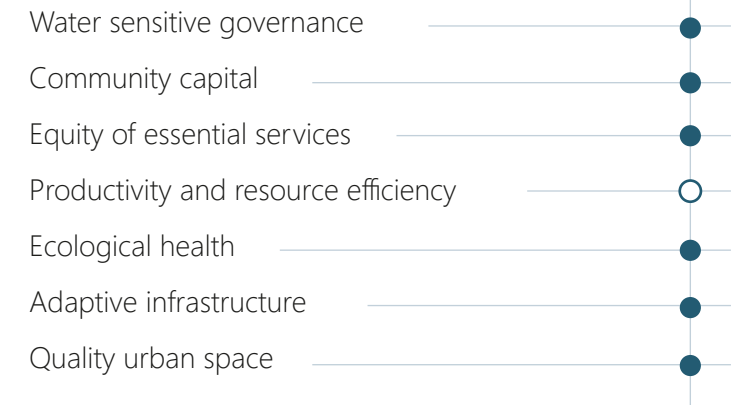 Water sensitive governance
Community capital
Equity of essential services
Productivity and resource efficiency
Ecological health
Adaptive infrastructure
Quality urban space